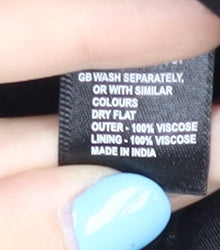 GB WASH SEPARATELY,
OR WITH SIMILAR
COLOURS
DRY FLAT
OUTER - 100% VISCOSE
LINING - 100% VISCOSE
MADE IN INDIA